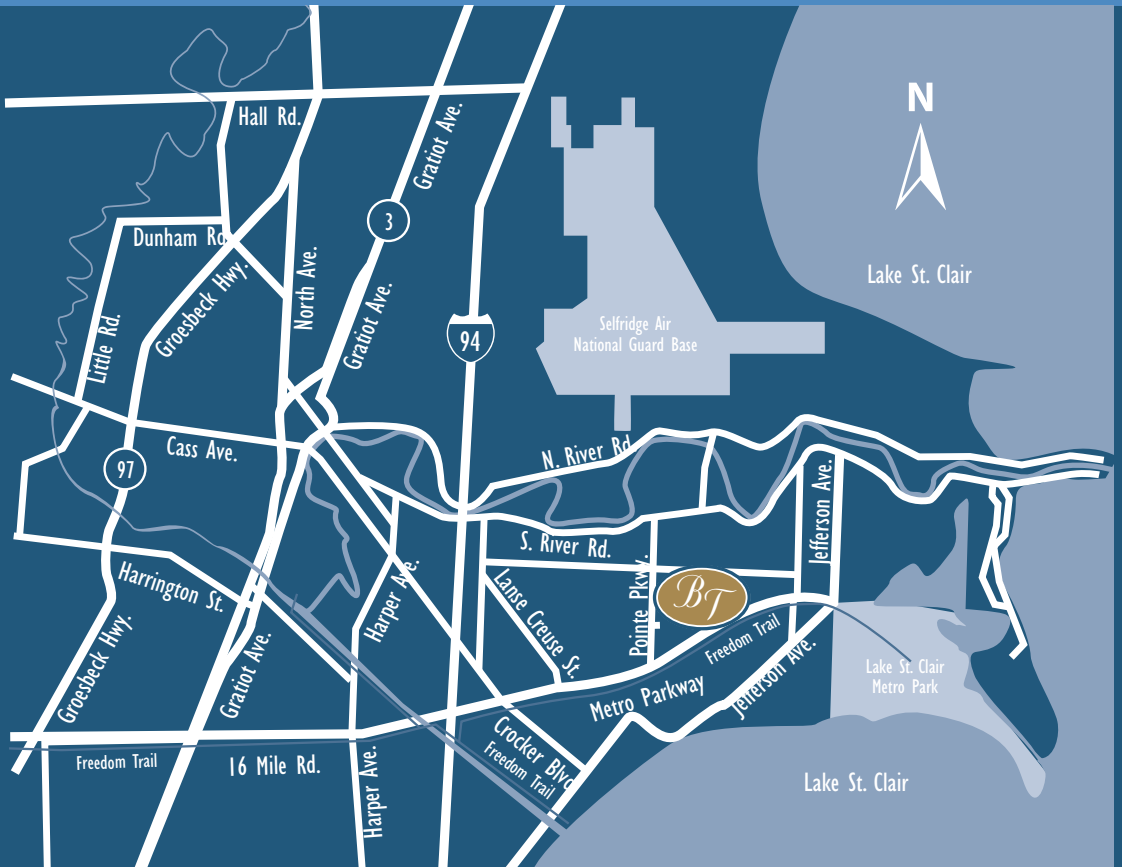 N
Hall Rd.
Gratiot Ave.
3
Dunham Rd
Groesbeck Hwy.
North Ave.
Gratiot Ave.
Lake St. Clair
Little Rd.
94
Selfridge Air
National Guard Base
Cass Ave.
97
N. River Rd.
Jefferson Ave.
S. River Rd.
Harrington St.
Harper Ave.
Lanse Creuse St.
Pointe Pkwy.
BT
Groesbeck Hwy.
Gratiot Ave.
Freedom Trail
Lake St. Clair
Metro Park
Metro Parkway
Jefferson Ave.
Freedom Trail
16 Mile Rd.
Harper Ave.
Crocker Blvd
Freedom Trail
Lake St. Clair